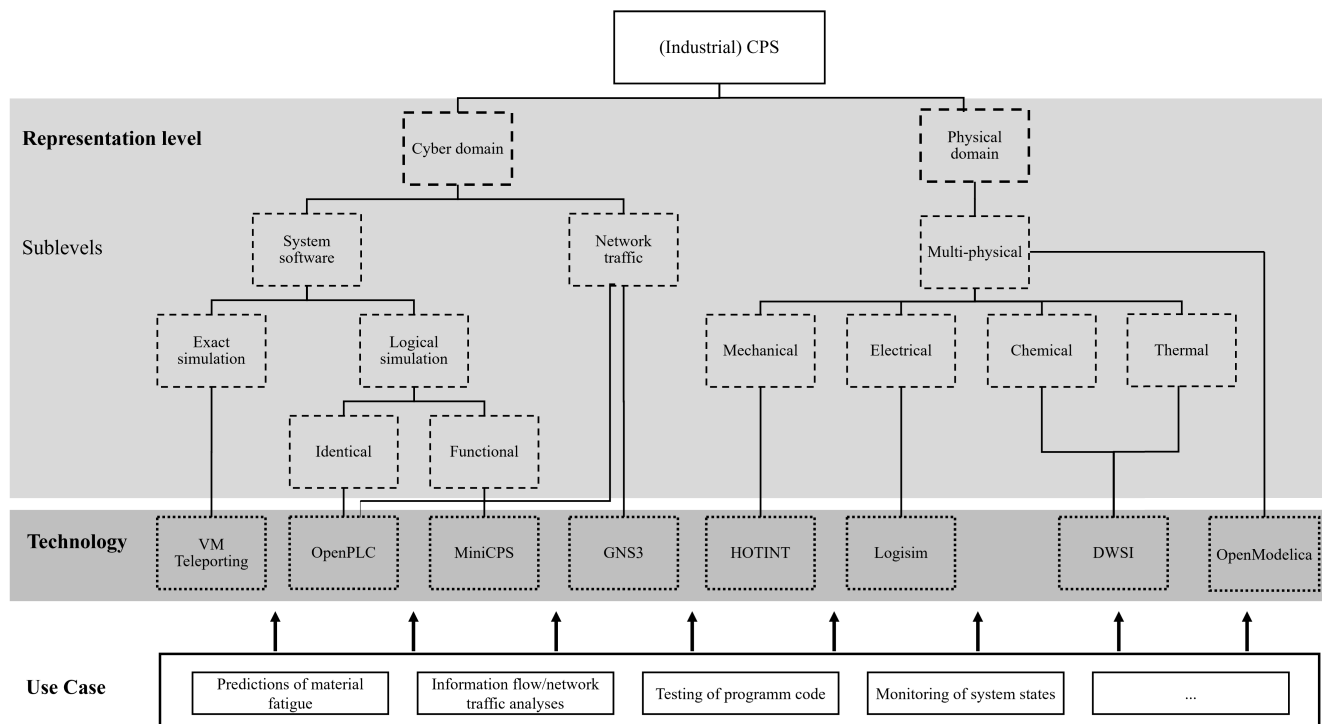 (Industrial) CPS
Representation level
Cyber domain
Physical
domain
Sublevels
System
software
Network
traffic
Multi-physical
Exact
simulation
Logical
simulation
Mechanical
Electrical
Chemical
Thermal
Identical
Functional
Technology
VM
Teleporting
OpenPLC
MiniCPS
GNS3
HOTINT
Logisim
DWSI
OpenModelica
Use Case
Predictions of material
fatigue
Information flow/network
traffic analyses
Testing of programm code
Monitoring of system states
...